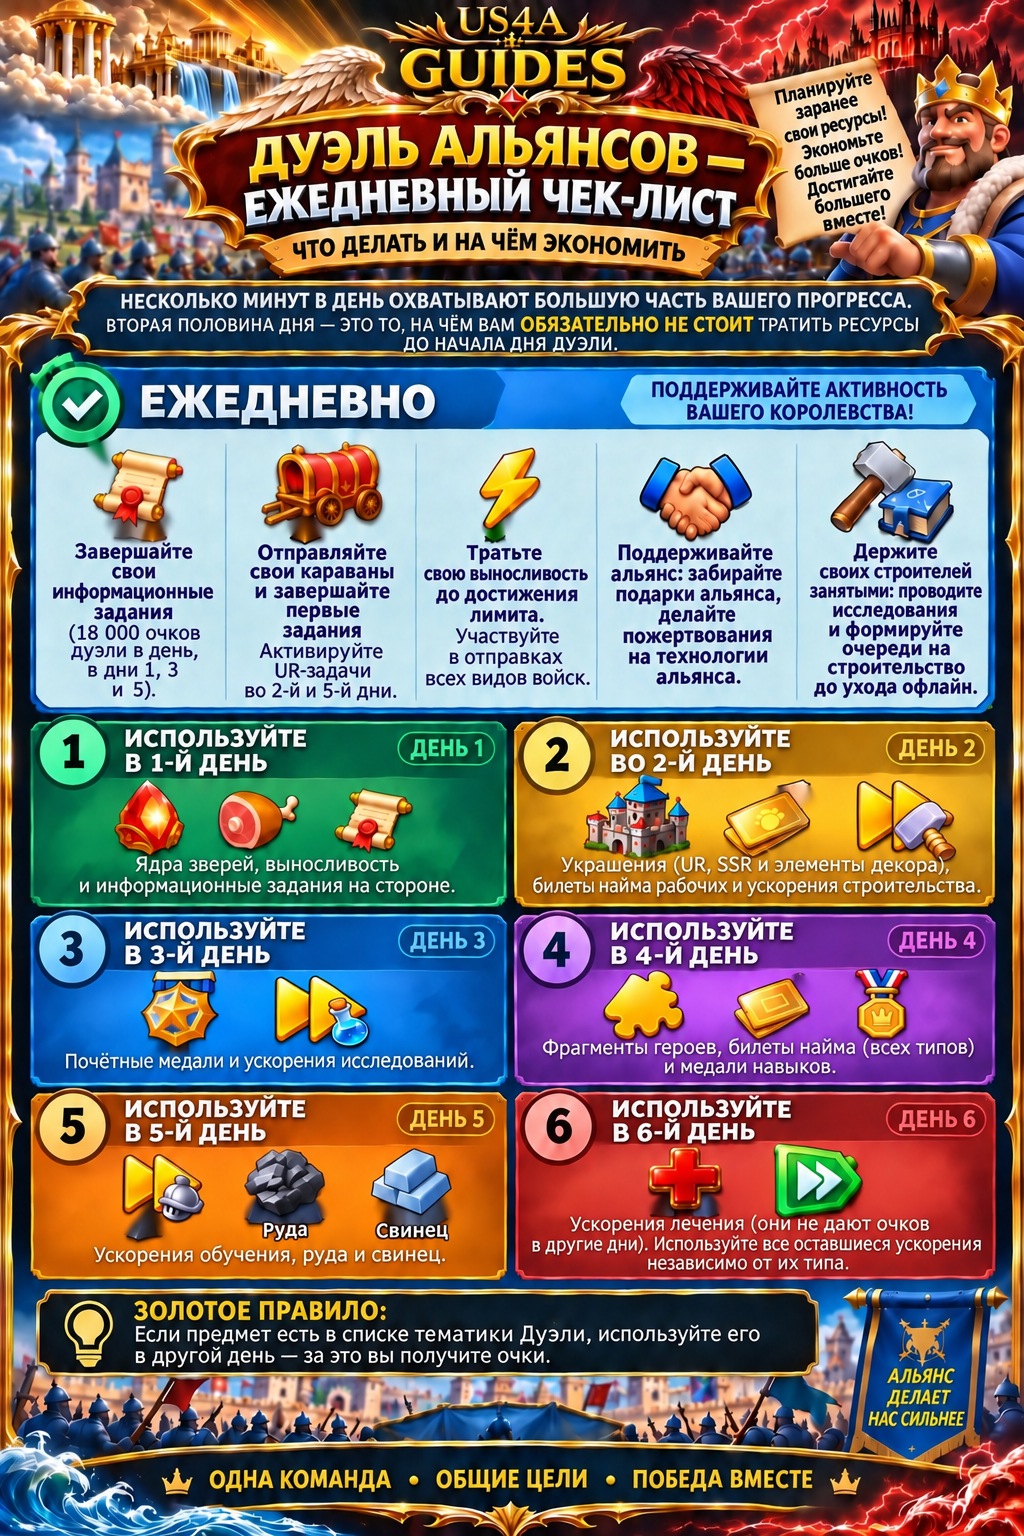 US4A
GUIDES
ДУЭЛЬ АЛЬЯНСОВ —
ЕЖЕДНЕВНЫЙ ЧЕК-ЛИСТ
ЧТО ДЕЛАТЬ И НА ЧЁМ ЭКОНОМИТЬ
Планируйте
заранее
свои ресурсы!
Экономьте
больше очков!
Достигайте
большего
вместе!
НЕСКОЛЬКО МИНУТ В ДЕНЬ ОХВАТЫВАЮТ БОЛЬШУЮ ЧАСТЬ ВАШЕГО ПРОГРЕССА.
ВТОРАЯ ПОЛОВИНА ДНЯ — ЭТО ТО, НА ЧЁМ ВАМ ОБЯЗАТЕЛЬНО НЕ СТОИТ ТРАТИТЬ РЕСУРСЫ
ДО НАЧАЛА ДНЯ ДУЭЛИ.
ЕЖЕДНЕВНО
ПОДДЕРЖИВАЙТЕ АКТИВНОСТЬ
ВАШЕГО КОРОЛЕВСТВА!
Завершайте
свои
информационные
задания
(18 000 очков
дуэли в день,
в дни 1, 3
и 5).
Отправляйте
свои караваны
и завершайте
первые
задания
Активируйте
UR-задачи
во 2-й и 5-й дни.
Тратьте
свою выносливость
до достижения
лимита.
Участвуйте
в отправках
всех видов войск.
Поддерживайте
альянс: забирайте
подарки альянса,
делайте
пожертвования
на технологии
альянса.
Держите
своих строителей
занятыми: проводите
исследования
и формируйте
очереди на
строительство
до ухода офлайн.
1
ИСПОЛЬЗУЙТЕ
В 1-Й ДЕНЬ
ДЕНЬ 1
Ядра зверей, выносливость
и информационные задания на стороне.
2
ИСПОЛЬЗУЙТЕ
ВО 2-Й ДЕНЬ
ДЕНЬ 2
Украшения (UR, SSR и элементы декора),
билеты найма рабочих и ускорения строительства.
3
ИСПОЛЬЗУЙТЕ
В 3-Й ДЕНЬ
ДЕНЬ 3
Почётные медали и ускорения исследований.
4
ИСПОЛЬЗУЙТЕ
В 4-Й ДЕНЬ
ДЕНЬ 4
Фрагменты героев, билеты найма (всех типов)
и медали навыков.
5
ИСПОЛЬЗУЙТЕ
В 5-Й ДЕНЬ
ДЕНЬ 5
Руда
Свинец
Ускорения обучения, руда и свинец.
6
ИСПОЛЬЗУЙТЕ
В 6-Й ДЕНЬ
ДЕНЬ 6
Ускорения лечения (они не дают очков
в другие дни). Используйте все оставшиеся ускорения
независимо от их типа.
ЗОЛОТОЕ ПРАВИЛО:
Если предмет есть в списке тематики Дуэли, используйте его
в другой день — за это вы получите очки.
АЛЬЯНС
ДЕЛАЕТ
НАС СИЛЬНЕЕ
ОДНА КОМАНДА • ОБЩИЕ ЦЕЛИ • ПОБЕДА ВМЕСТЕ